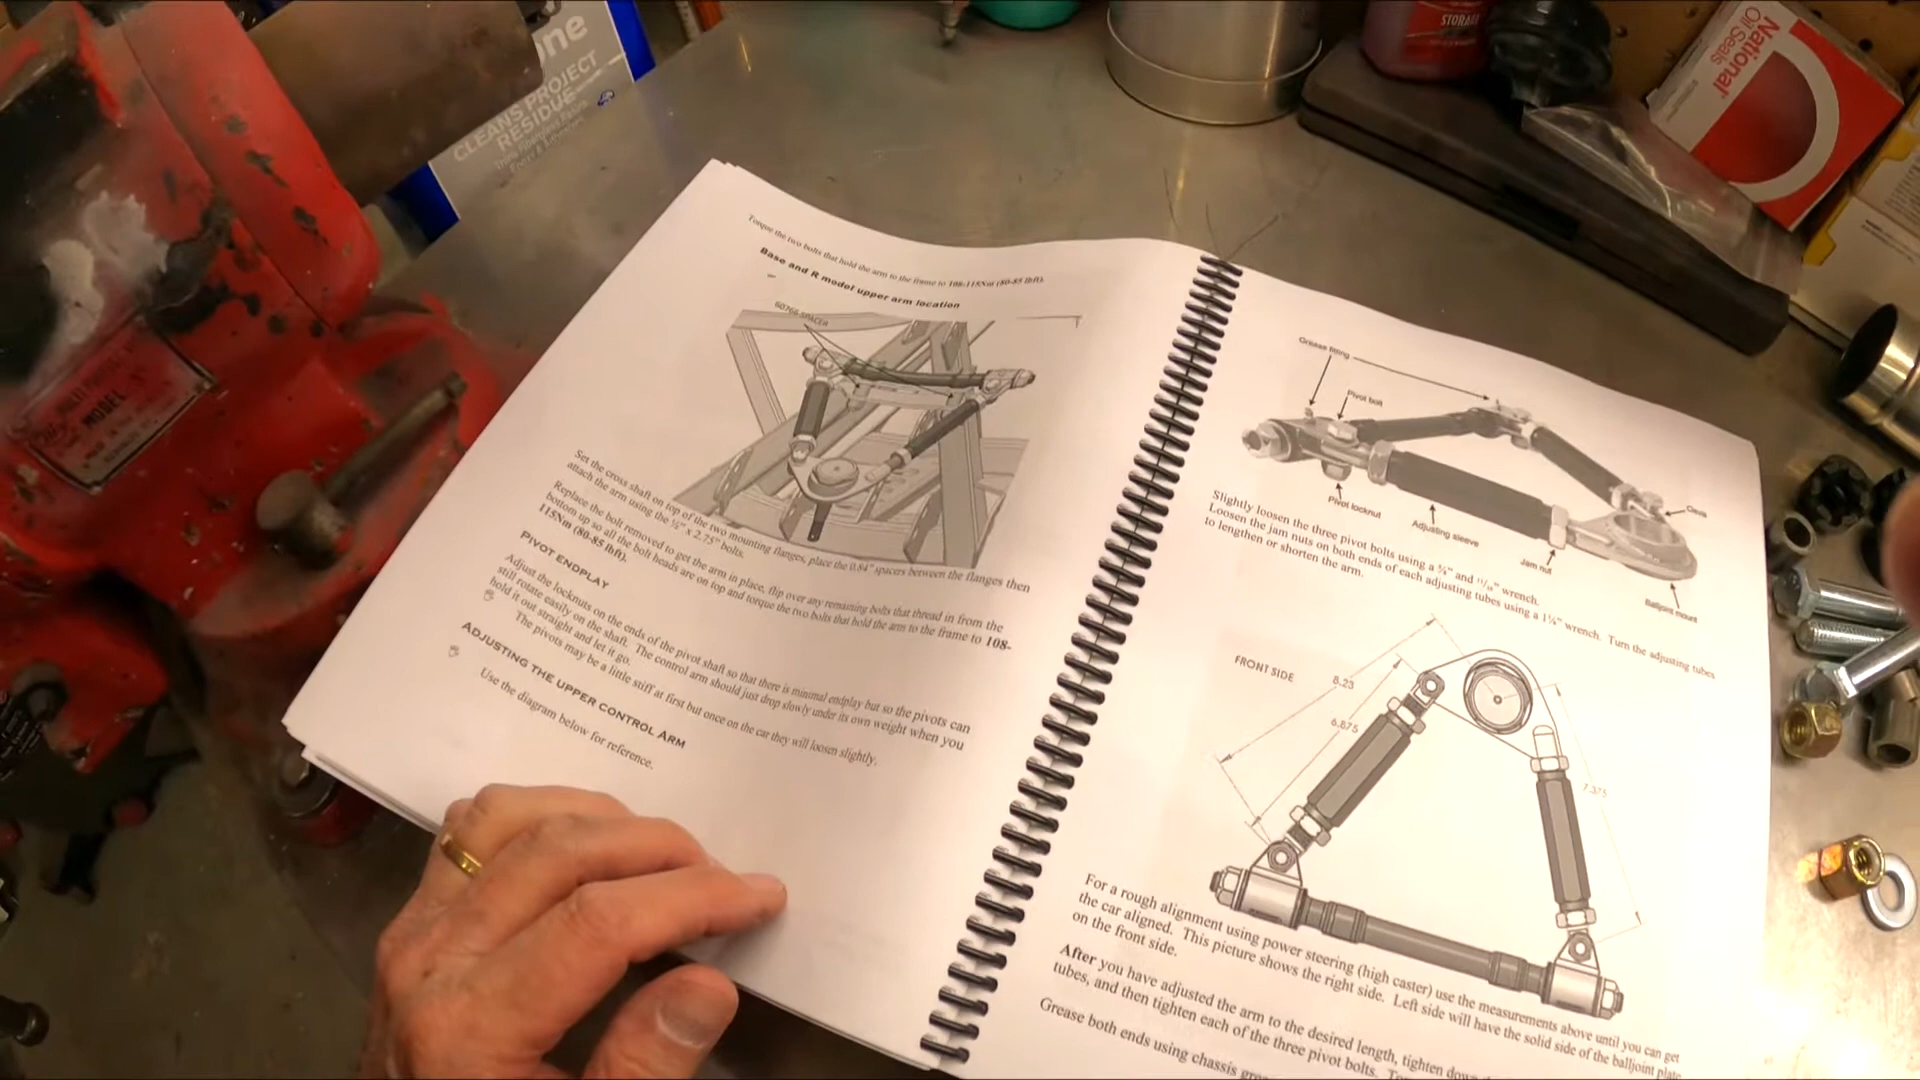 one
CLEANS PROJECT
RESIDUE
STORAGE
National
Oil Seals
MODEL
Torque the two bolts that hold the arm to the frame to 108-115Nm (80-85 lbft).
Base and R model upper arm location
60766 SPACER
Set the cross shaft on top of the two mounting flanges, place the 0.84" spacers between the flanges then
attach the arm using the ½" x 2.75" bolts.
Replace the bolt removed to get the arm in place, flip over any remaining bolts that thread in from the
bottom up so all the bolt heads are on top and torque the two bolts that hold the arm to the frame to 108-
115Nm (80-85 lbft).
PIVOT ENDPLAY
Adjust the locknuts on the ends of the pivot shaft so that there is minimal endplay but so the pivots can
still rotate easily on the shaft. The control arm should just drop slowly under its own weight when you
hold it out straight and let it go.
The pivots may be a little stiff at first but once on the car they will loosen slightly.
ADJUSTING THE UPPER CONTROL ARM
Use the diagram below for reference.
Grease fitting
Pivot bolt
Pivot locknut
Adjusting sleeve
Jam nut
Clevis
Balljoint mount
Slightly loosen the three pivot bolts using a ¾" and 11/16" wrench.
Loosen the jam nuts on both ends of each adjusting tubes using a 1¼" wrench. Turn the adjusting tubes
to lengthen or shorten the arm.
FRONT SIDE
8.23
6.875
7.375
For a rough alignment using power steering (high caster) use the measurements above until you can get
the car aligned. This picture shows the right side. Left side will have the solid side of the balljoint plate
on the front side.
After you have adjusted the arm to the desired length, tighten down the
tubes, and then tighten each of the three pivot bolts.
Grease both ends using chassis